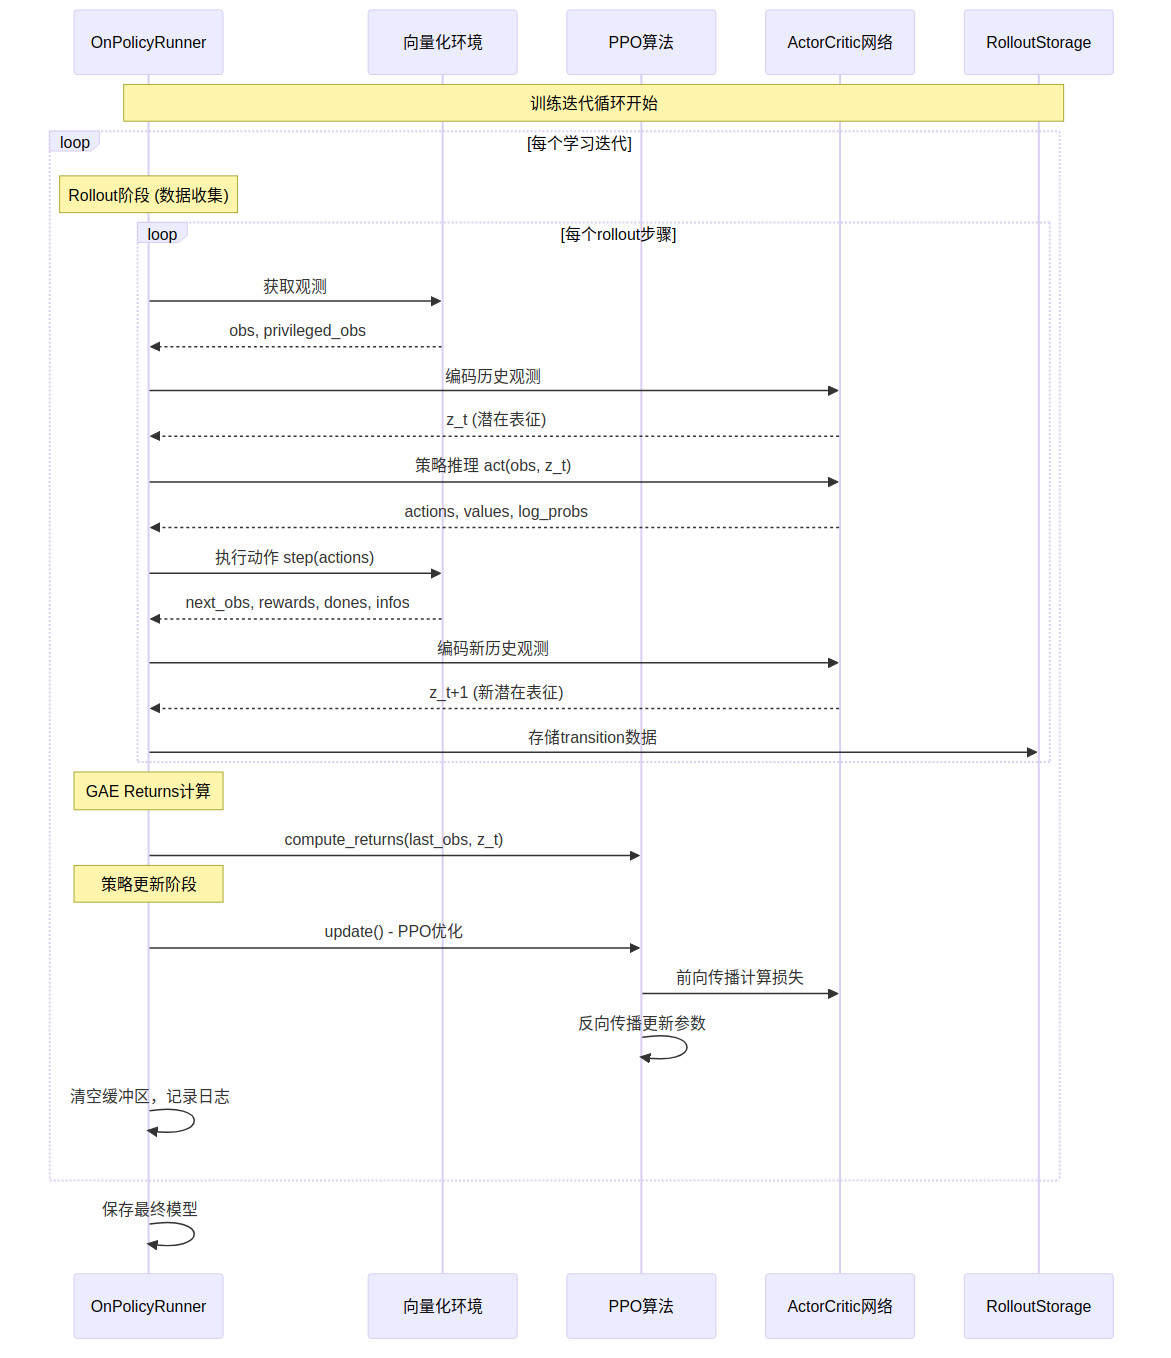 OnPolicyRunner
向量化环境
PPO算法
ActorCritic网络
RolloutStorage
训练迭代循环开始
loop
[每个学习迭代]
Rollout阶段 (数据收集)
loop
[每个rollout步骤]
获取观测
obs, privileged_obs
编码历史观测
z_t (潜在表征)
策略推理 act(obs, z_t)
actions, values, log_probs
执行动作 step(actions)
next_obs, rewards, dones, infos
编码新历史观测
z_t+1 (新潜在表征)
存储transition数据
GAE Returns计算
compute_returns(last_obs, z_t)
策略更新阶段
update() - PPO优化
前向传播计算损失
反向传播更新参数
清空缓冲区，记录日志
保存最终模型
OnPolicyRunner
向量化环境
PPO算法
ActorCritic网络
RolloutStorage